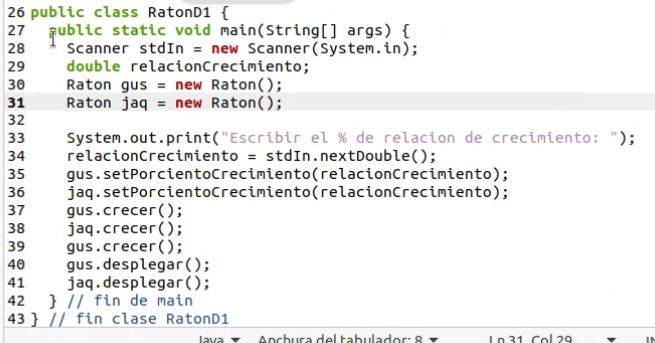 26 public class RatonD1 {
27   public static void main(String[] args) {
28     Scanner stdIn = new Scanner(System.in);
29     double relacionCrecimiento;
30     Raton gus = new Raton();
31     Raton jaq = new Raton();
32
33     System.out.print("Escribir el % de relacion de crecimiento: ");
34     relacionCrecimiento = stdIn.nextDouble();
35     gus.setPorcientoCrecimiento(relacionCrecimiento);
36     jaq.setPorcientoCrecimiento(relacionCrecimiento);
37     gus.crecer();
38     jaq.crecer();
39     gus.crecer();
40     gus.desplegar();
41     jaq.desplegar();
42   } // fin de main
43 } // fin clase RatonD1
Java Anchura del tabulador: 8 Ln 31, Col 29